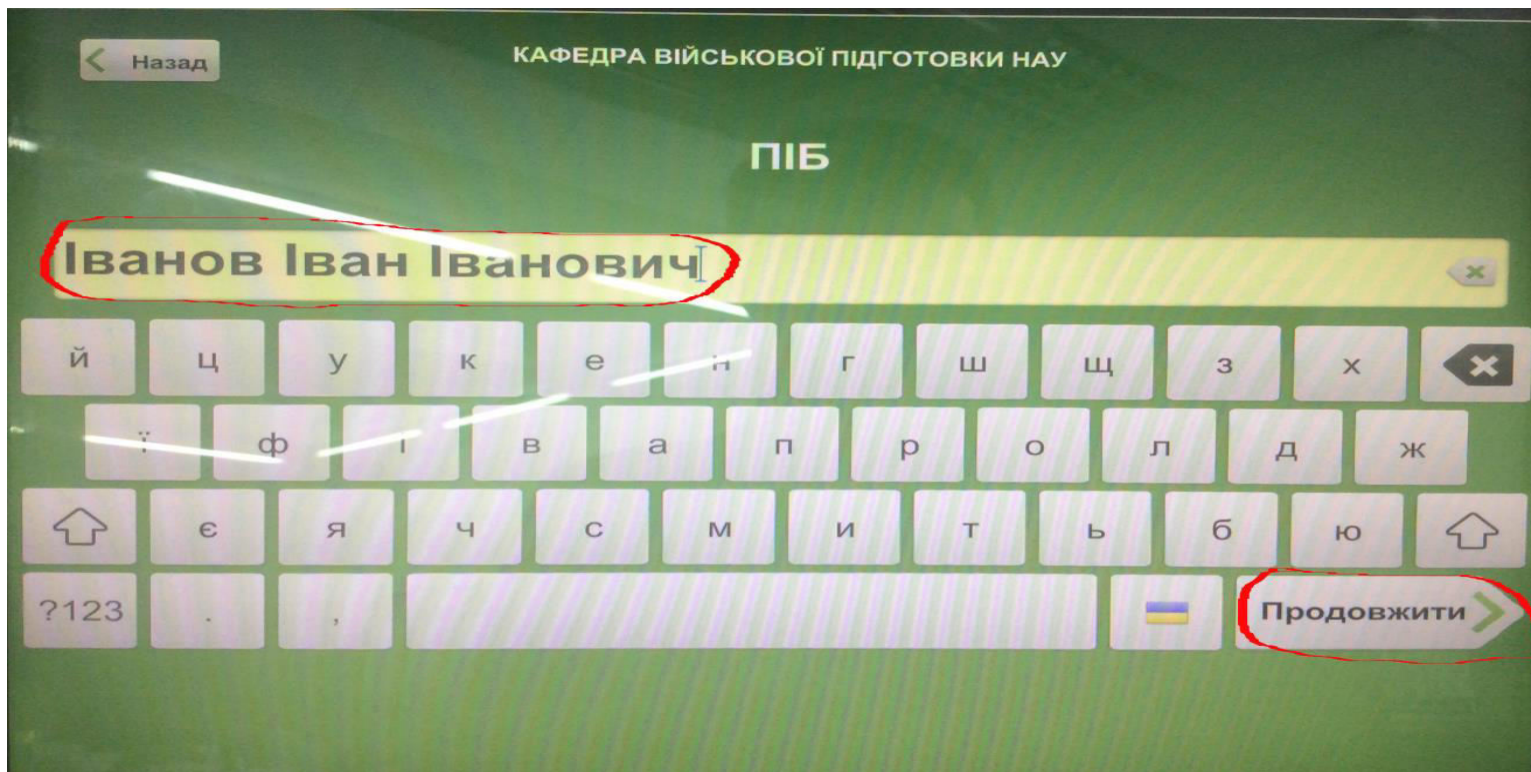 Назад
КАФЕДРА ВІЙСЬКОВОЇ ПІДГОТОВКИ НАУ
ПІБ
Іванов Іван Іванович
й ц у к е н г ш щ з х
ї ф і в а п р о л д ж
є я ч с м и т ь б ю
?123 . , Продовжити